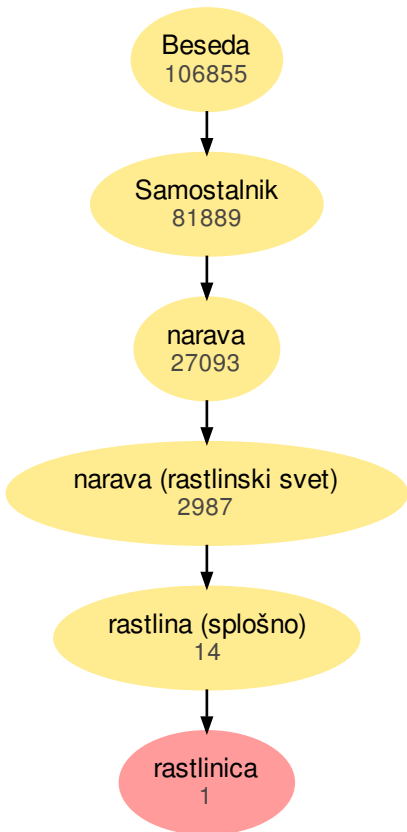 Beseda
106855
Samostalnik
81889
narava
27093
narava (rastlinski svet)
2987
rastlina (splošno)
14
rastlinica
1